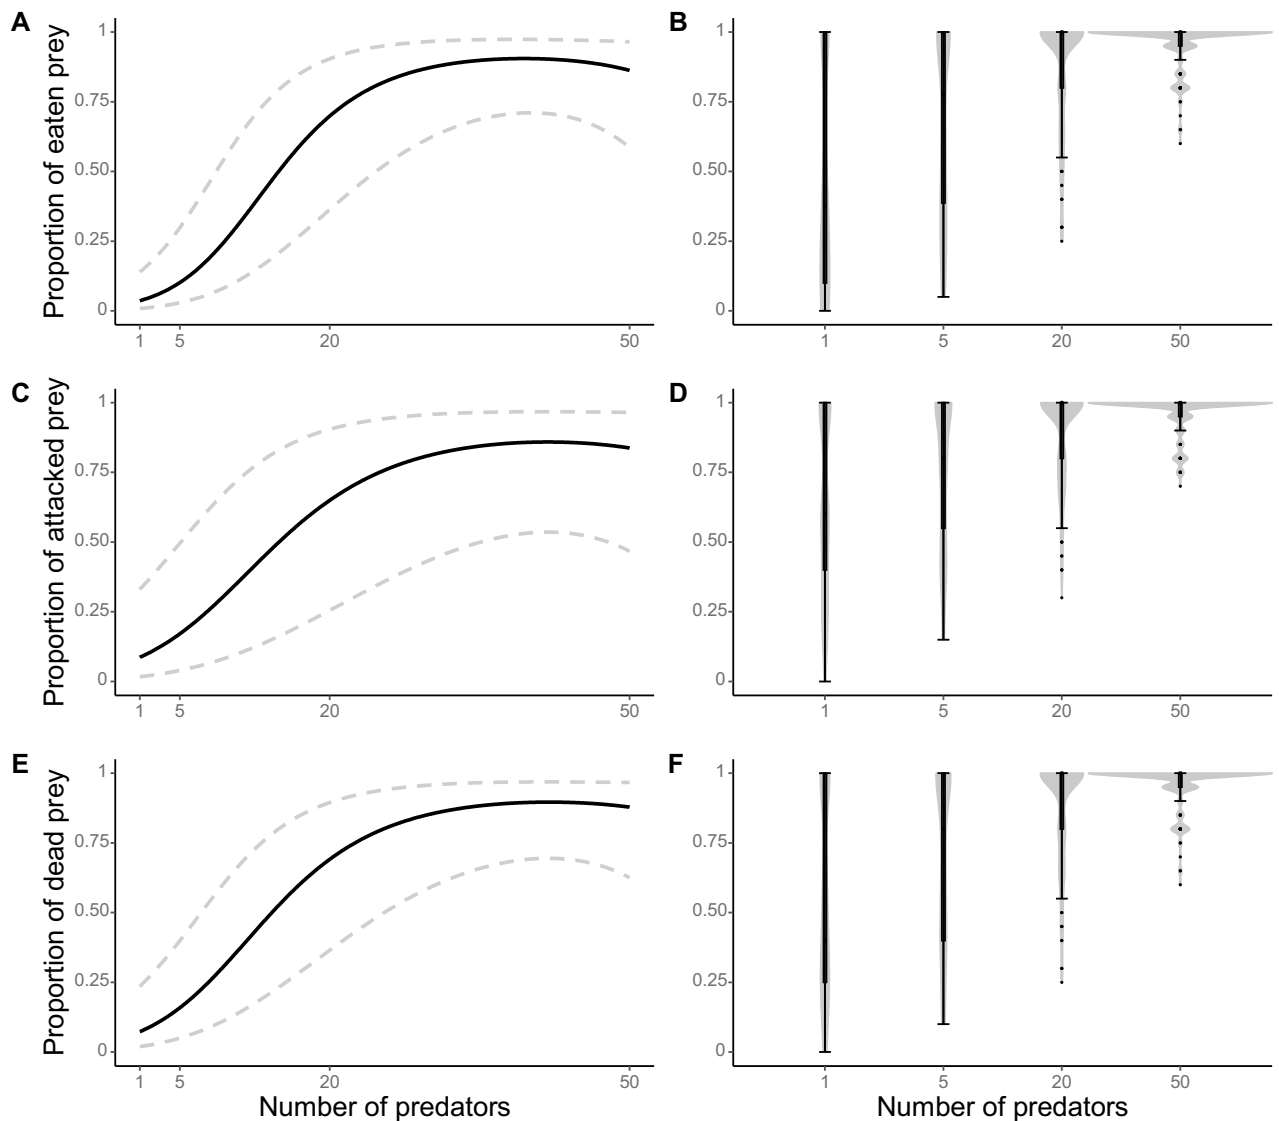 A
B
Proportion of eaten prey
1
0.75
0.50
0.25
0
1 5 20 50
1
0.75
0.50
0.25
0
1 5 20 50
C
D
Proportion of attacked prey
1
0.75
0.50
0.25
0
1 5 20 50
1
0.75
0.50
0.25
0
1 5 20 50
E
F
Proportion of dead prey
1
0.75
0.50
0.25
0
1 5 20 50
Number of predators
1
0.75
0.50
0.25
0
1 5 20 50
Number of predators